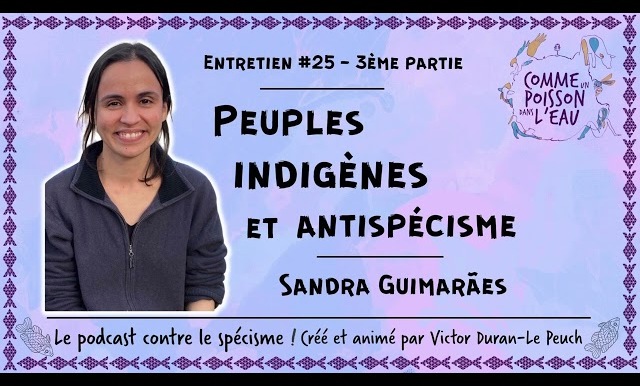 ENTRETIEN #25 - 3ÈME PARTIE
COMME UN
POISSON
DANS L'EAU
PEUPLES
INDIGÈNES
ET ANTISPÉCISME
SANDRA GUIMARÃES
Le podcast contre le spécisme ! Créé et animé par Victor Duran-Le Peuch